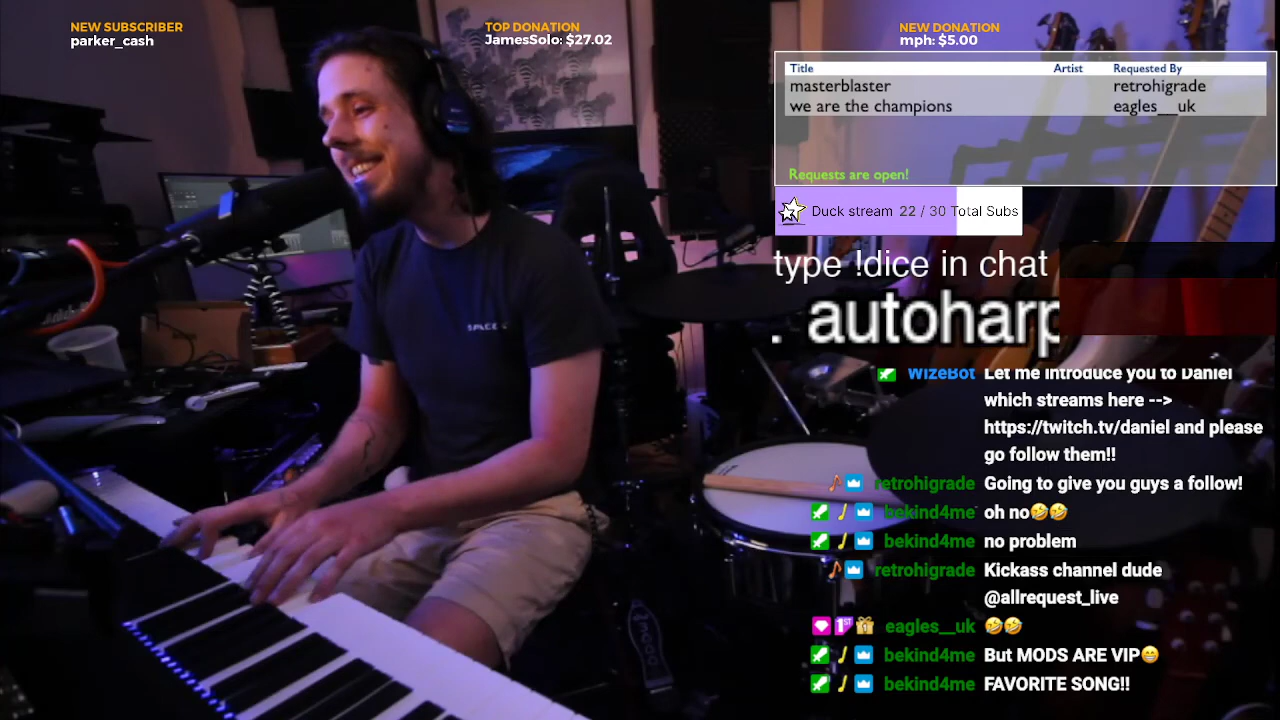 NEW SUBSCRIBER
parker_cash
TOP DONATION
JamesSolo: $27.02
NEW DONATION
mph: $5.00
Title Artist Requested By
masterblaster retrohigrade
we are the champions eagles__uk
Requests are open!
Duck stream 22 / 30 Total Subs
type !dice in chat
. autoharp
SPACEX
WizeBot Let me introduce you to Daniel
which streams here -->
https://twitch.tv/daniel and please
go follow them!!
retrohigrade Going to give you guys a follow!
bekind4me oh no🤣🤣
bekind4me no problem
retrohigrade Kickass channel dude
@allrequest_live
1ST eagles__uk 🤣🤣
bekind4me But MODS ARE VIP😁
bekind4me FAVORITE SONG!!